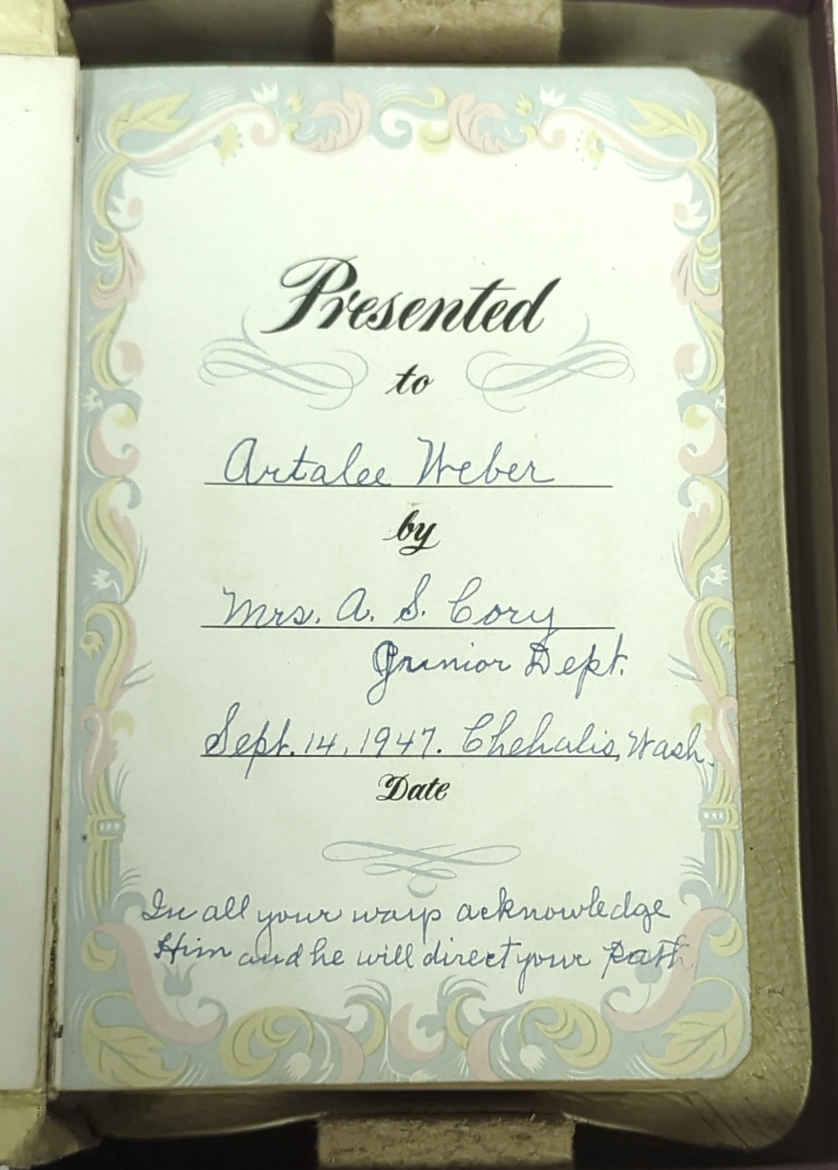 Presented
to
Artalee Weber
by
Mrs. A. S. Cory
Junior Dept.
Sept. 14, 1947. Chehalis, Wash.
Date
In all your ways acknowledge
Him and he will direct your path.